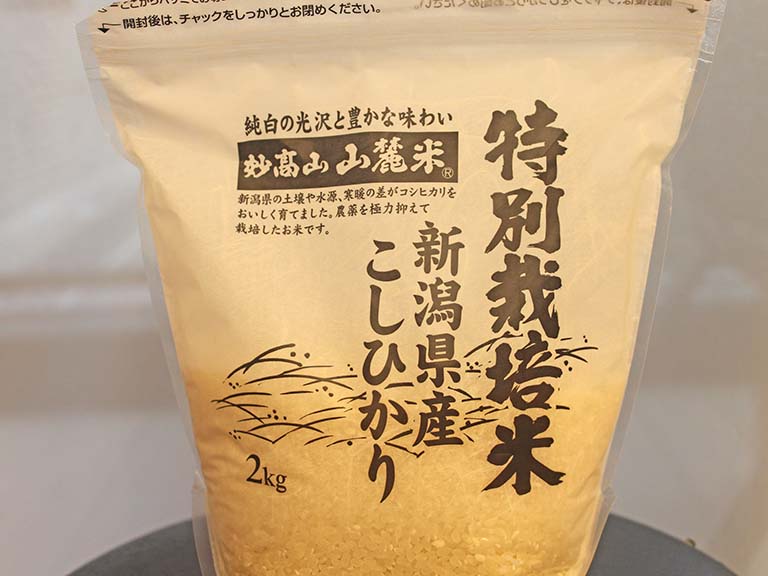 開封後は、チャックをしっかりとお閉めください。
純白の光沢と豊かな味わい
妙高山 山麓米®
新潟県の土壌や水源、寒暖の差がコシヒカリを
おいしく育てました。農薬を極力抑えて
栽培したお米です。
特別栽培米
新潟県産
こしひかり
2kg